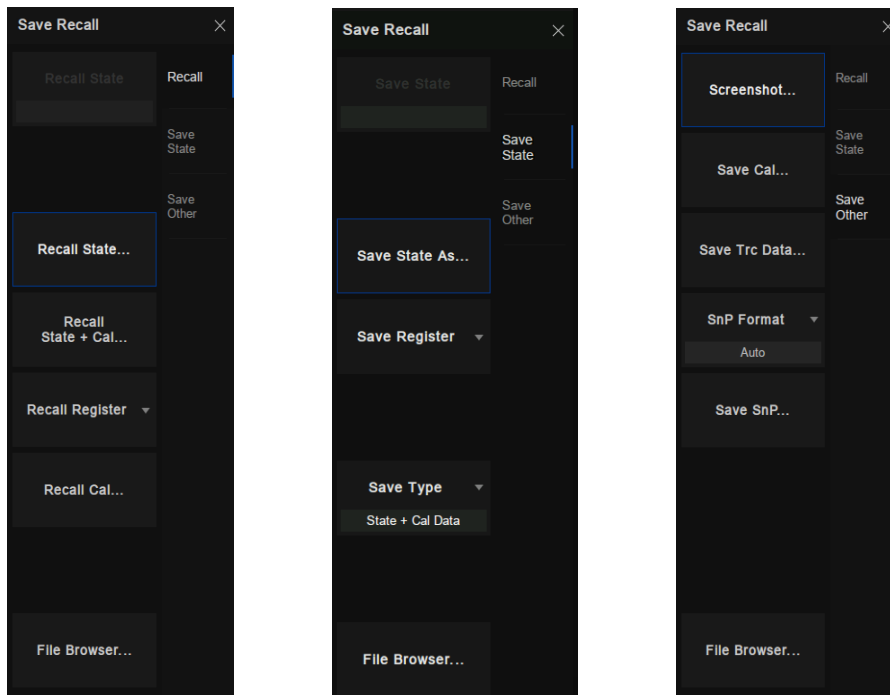 Save Recall
Recall State
Recall
Save
State
Save
Other
Recall State...
Recall
State + Cal...
Recall Register
Recall Cal...
File Browser...
Save Recall
Save State
Recall
Save
State
Save
Other
Save State As...
Save Register
Save Type
State + Cal Data
File Browser...
Save Recall
Screenshot...
Recall
Save
State
Save Cal...
Save
Other
Save Trc Data...
SnP Format
Auto
Save SnP...
File Browser...